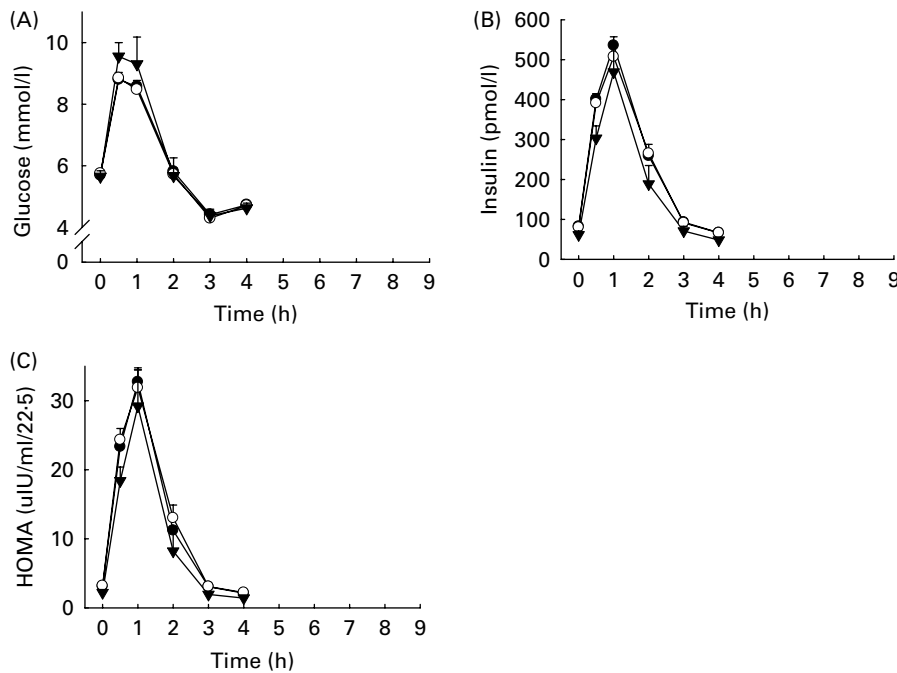 (A)
10
8
6
4
0
Glucose (mmol/l)
0 1 2 3 4 5 6 7 8 9
Time (h)
(B)
600
500
400
300
200
100
0
Insulin (pmol/l)
0 1 2 3 4 5 6 7 8 9
Time (h)
(C)
30
20
10
0
HOMA (uIU/ml/22·5)
0 1 2 3 4 5 6 7 8 9
Time (h)